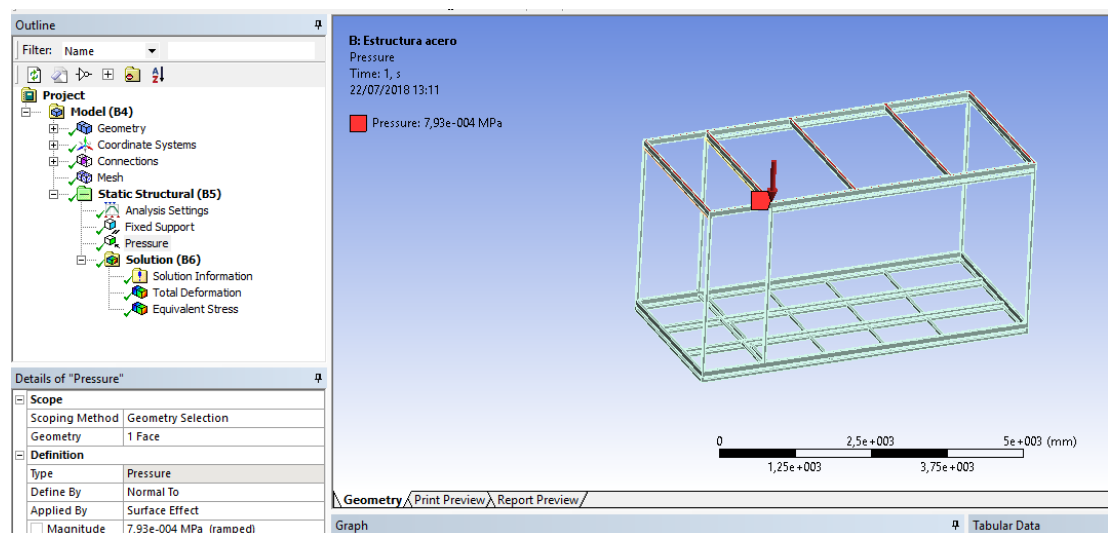 Outline
Filter: Name
Project
Model (B4)
Geometry
Coordinate Systems
Connections
Mesh
Static Structural (B5)
Analysis Settings
Fixed Support
Pressure
Solution (B6)
Solution Information
Total Deformation
Equivalent Stress
Details of "Pressure"
Scope
Scoping Method Geometry Selection
Geometry 1 Face
Definition
Type Pressure
Define By Normal To
Applied By Surface Effect
Magnitude 7,93e-004 MPa (ramped)
B: Estructura acero
Pressure
Time: 1, s
22/07/2018 13:11
Pressure: 7,93e-004 MPa
0 2,5e+003 5e+003 (mm)
1,25e+003 3,75e+003
Geometry Print Preview Report Preview
Graph
Tabular Data